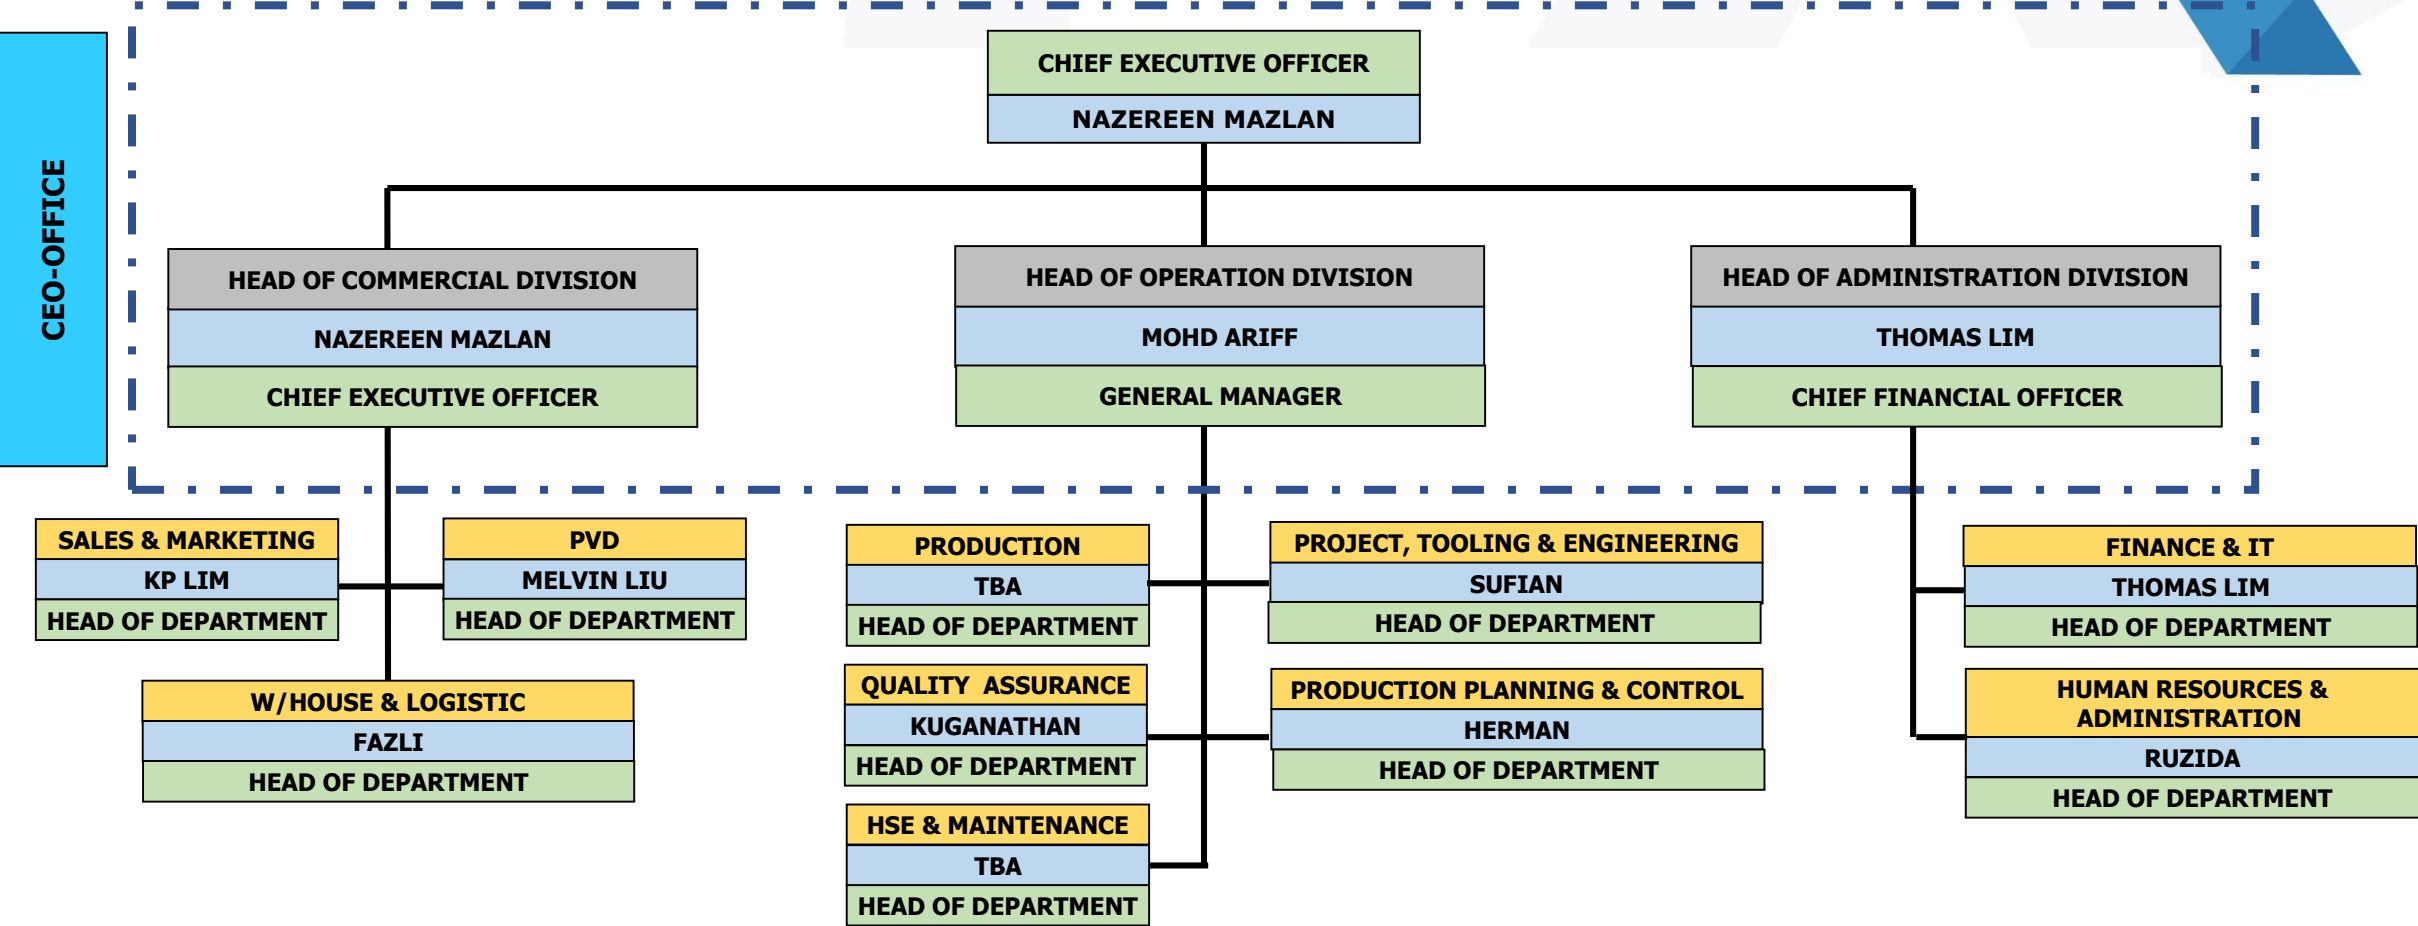 CEO-OFFICE
CHIEF EXECUTIVE OFFICER
NAZEREEN MAZLAN
HEAD OF COMMERCIAL DIVISION
NAZEREEN MAZLAN
CHIEF EXECUTIVE OFFICER
HEAD OF OPERATION DIVISION
MOHD ARIFF
GENERAL MANAGER
HEAD OF ADMINISTRATION DIVISION
THOMAS LIM
CHIEF FINANCIAL OFFICER
SALES & MARKETING
KP LIM
HEAD OF DEPARTMENT
PVD
MELVIN LIU
HEAD OF DEPARTMENT
W/HOUSE & LOGISTIC
FAZLI
HEAD OF DEPARTMENT
PRODUCTION
TBA
HEAD OF DEPARTMENT
PROJECT, TOOLING & ENGINEERING
SUFIAN
HEAD OF DEPARTMENT
QUALITY ASSURANCE
KUGANATHAN
HEAD OF DEPARTMENT
PRODUCTION PLANNING & CONTROL
HERMAN
HEAD OF DEPARTMENT
HSE & MAINTENANCE
TBA
HEAD OF DEPARTMENT
FINANCE & IT
THOMAS LIM
HEAD OF DEPARTMENT
HUMAN RESOURCES &
ADMINISTRATION
RUZIDA
HEAD OF DEPARTMENT